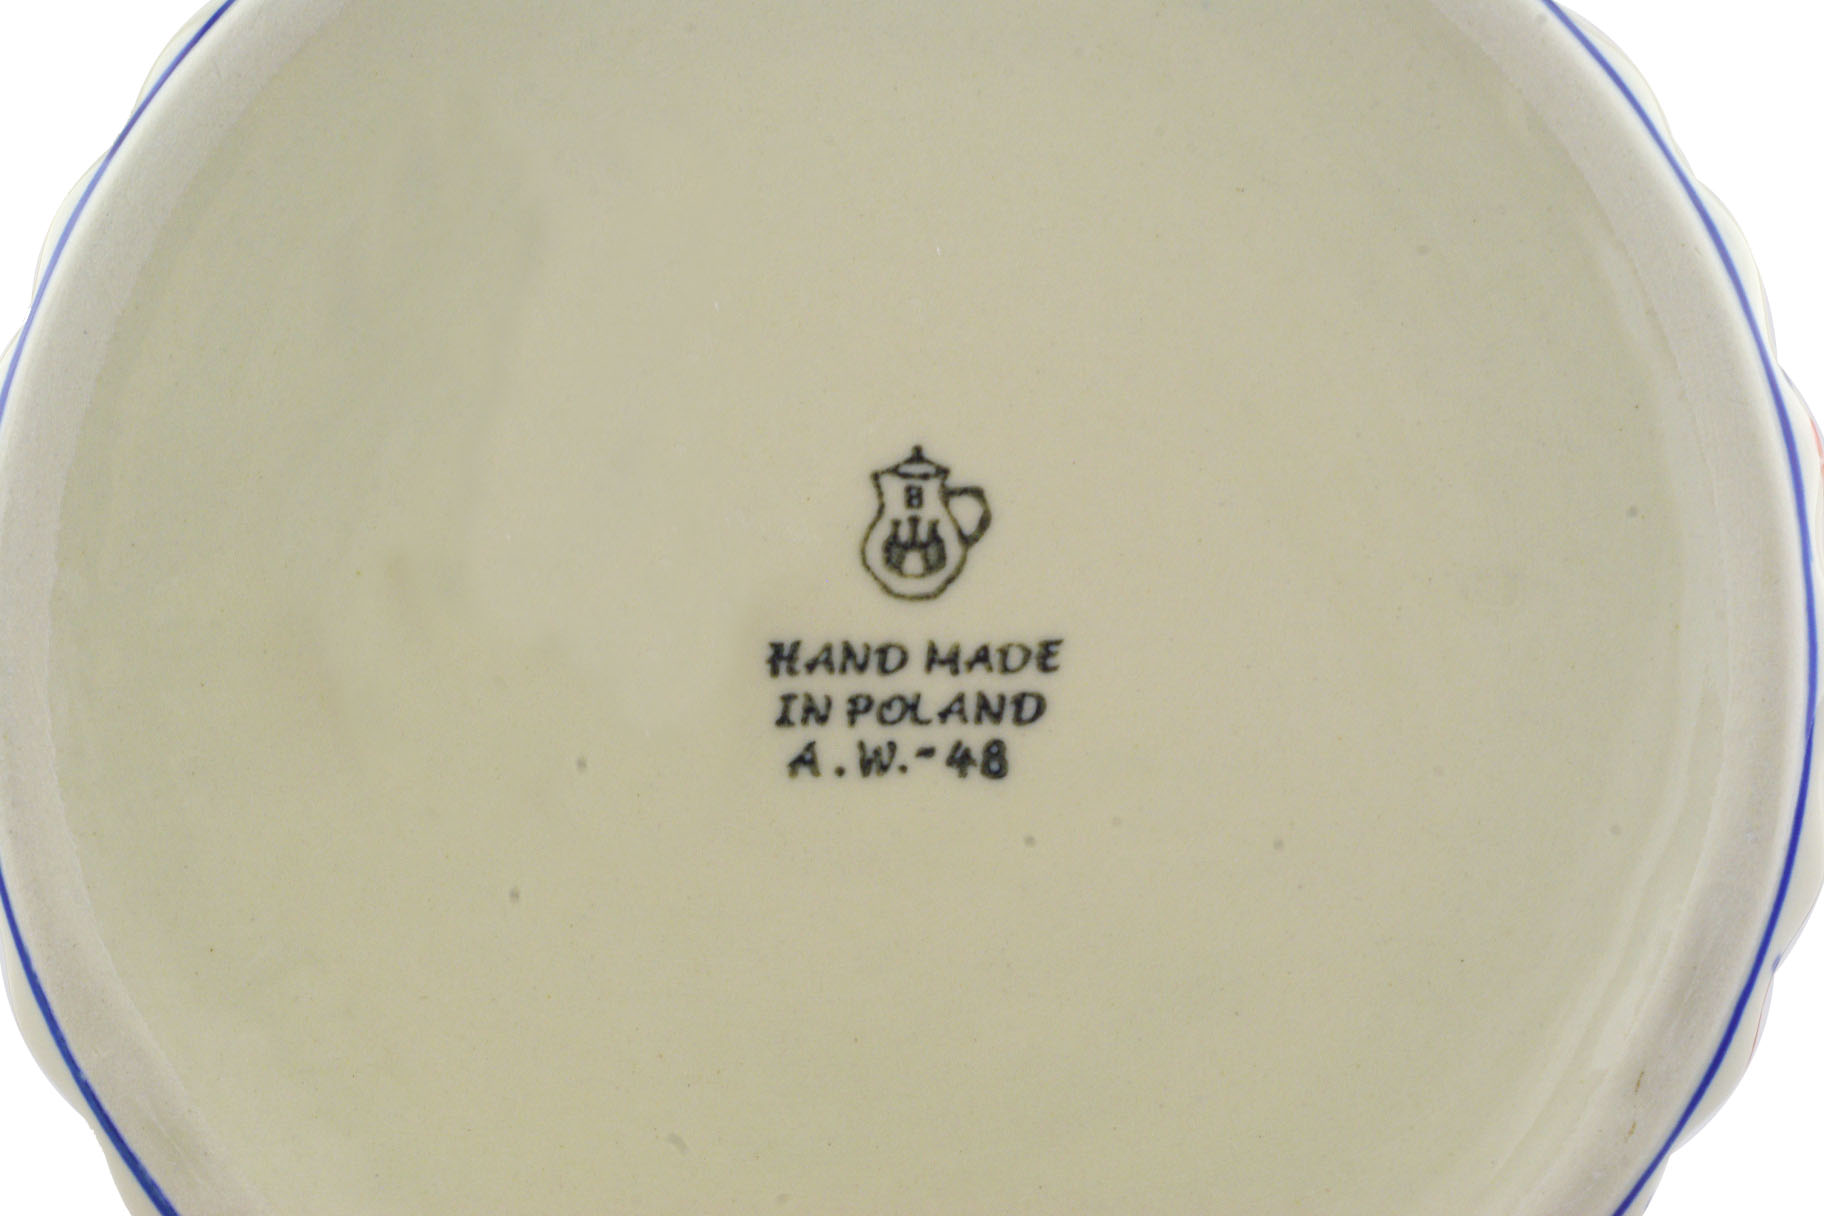 B
HAND MADE
IN POLAND
A.W.-48